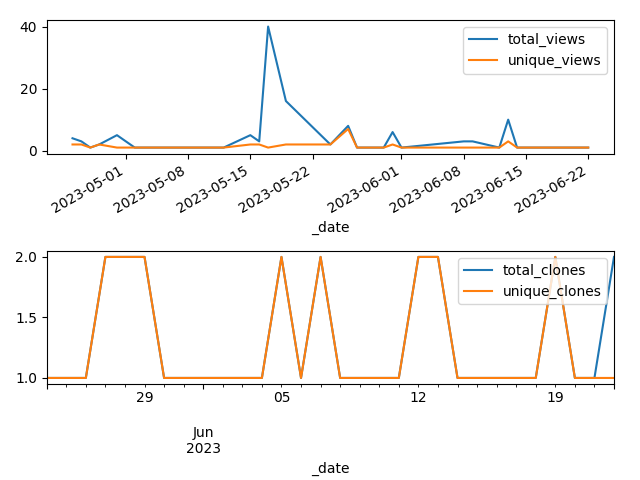 40
20
0
total_views
unique_views
2023-05-01
2023-05-08
2023-05-15
2023-05-22
2023-06-01
2023-06-08
2023-06-15
2023-06-22
_date
2.0
1.5
1.0
total_clones
unique_clones
29
05
12
19
Jun
2023
_date